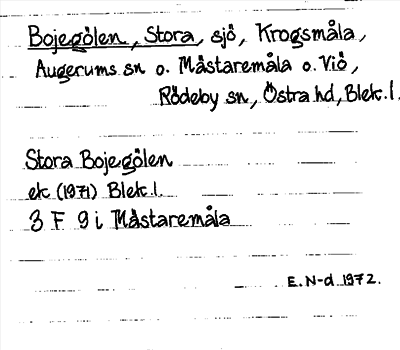 Bojegölen, Stora, sjö, Krogsmåla,
Augerums sn o. Måstaremåla o. Viö,
Rödeby sn, Östra hd, Blek. l.
Stora Bojegölen
ek (1971) Blek. l.
3 F 9 i Måstaremåla
E. N-d 1972.